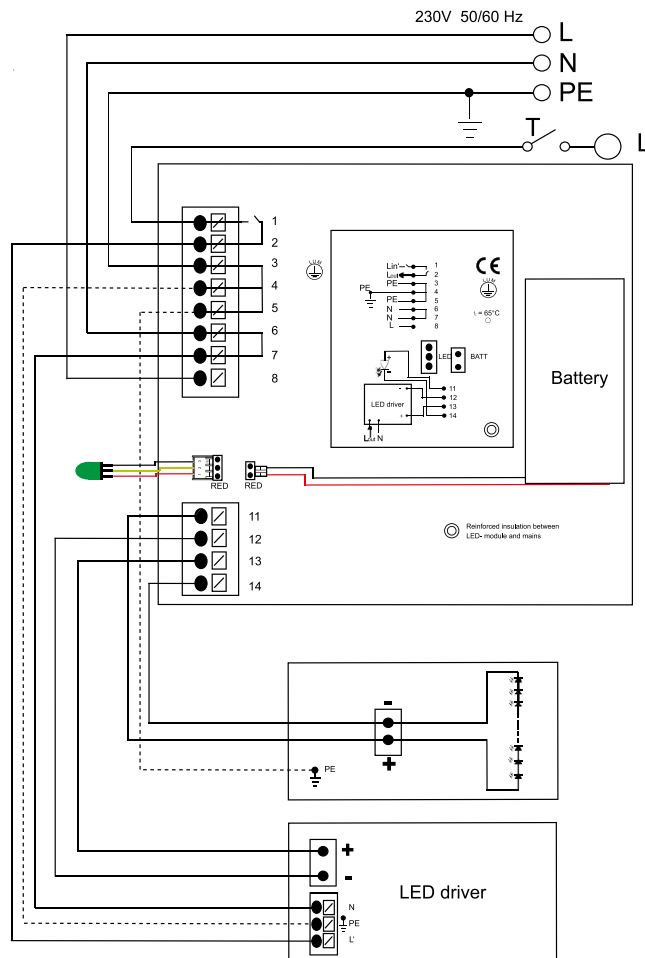 230V 50/60 Hz
L
N
PE
T
L
1
2
3
4
5
6
7
8
Lin'
1
Lout
2
PE
3
PE
4
PE
5
N
6
N
7
L
8
CE
= 65°C
LED
BATT
11
12
13
14
-
+
LED driver
Lout N
Battery
RED
RED
11
12
13
14
Reinforced insulation between
LED- module and mains
-
+
PE
+
-
LED driver
N
PE
L'